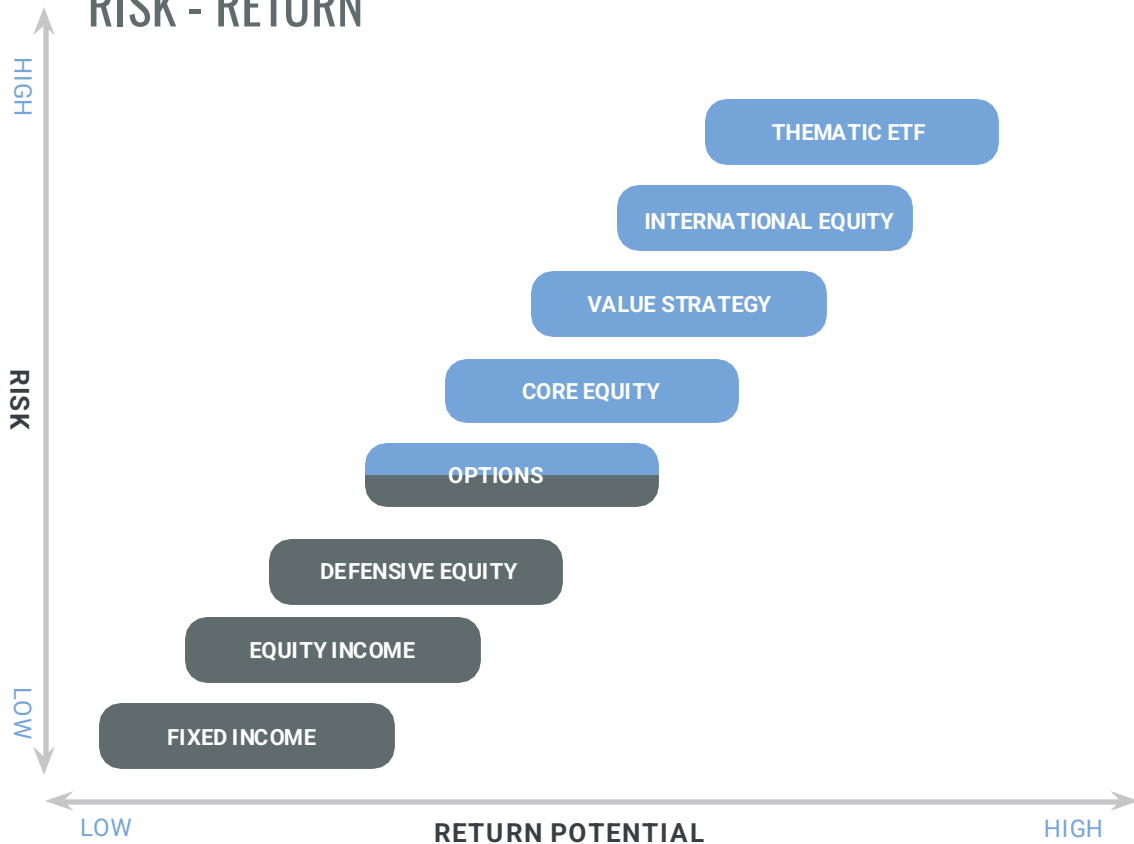 RISK - RETURN
HIGH
THEMATIC ETF
INTERNATIONAL EQUITY
VALUE STRATEGY
RISK
CORE EQUITY
OPTIONS
DEFENSIVE EQUITY
EQUITY INCOME
LOW
FIXED INCOME
LOW
RETURN POTENTIAL
HIGH